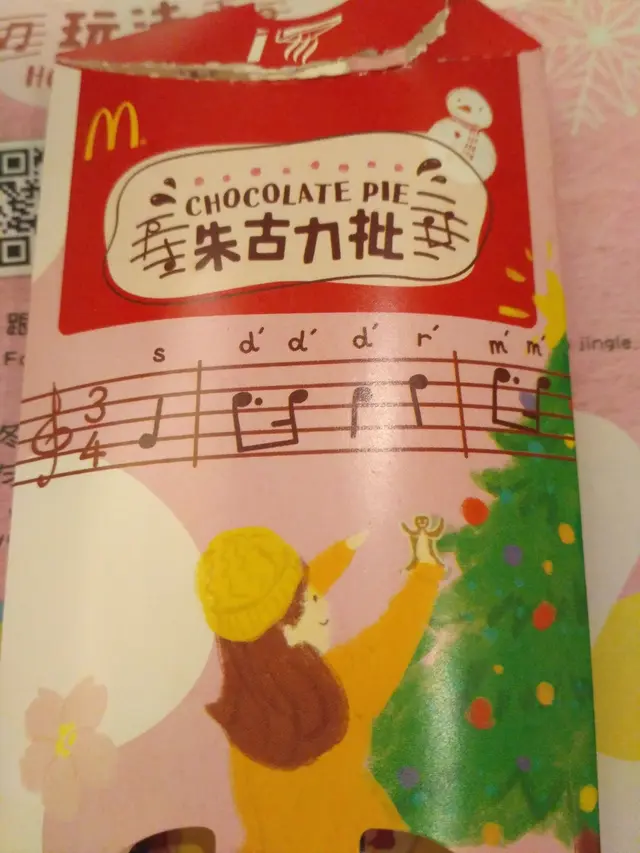 玩法
CHOCOLATE PIE
朱古力批
s d' d' d' r' m' m'
3
4
jingle.